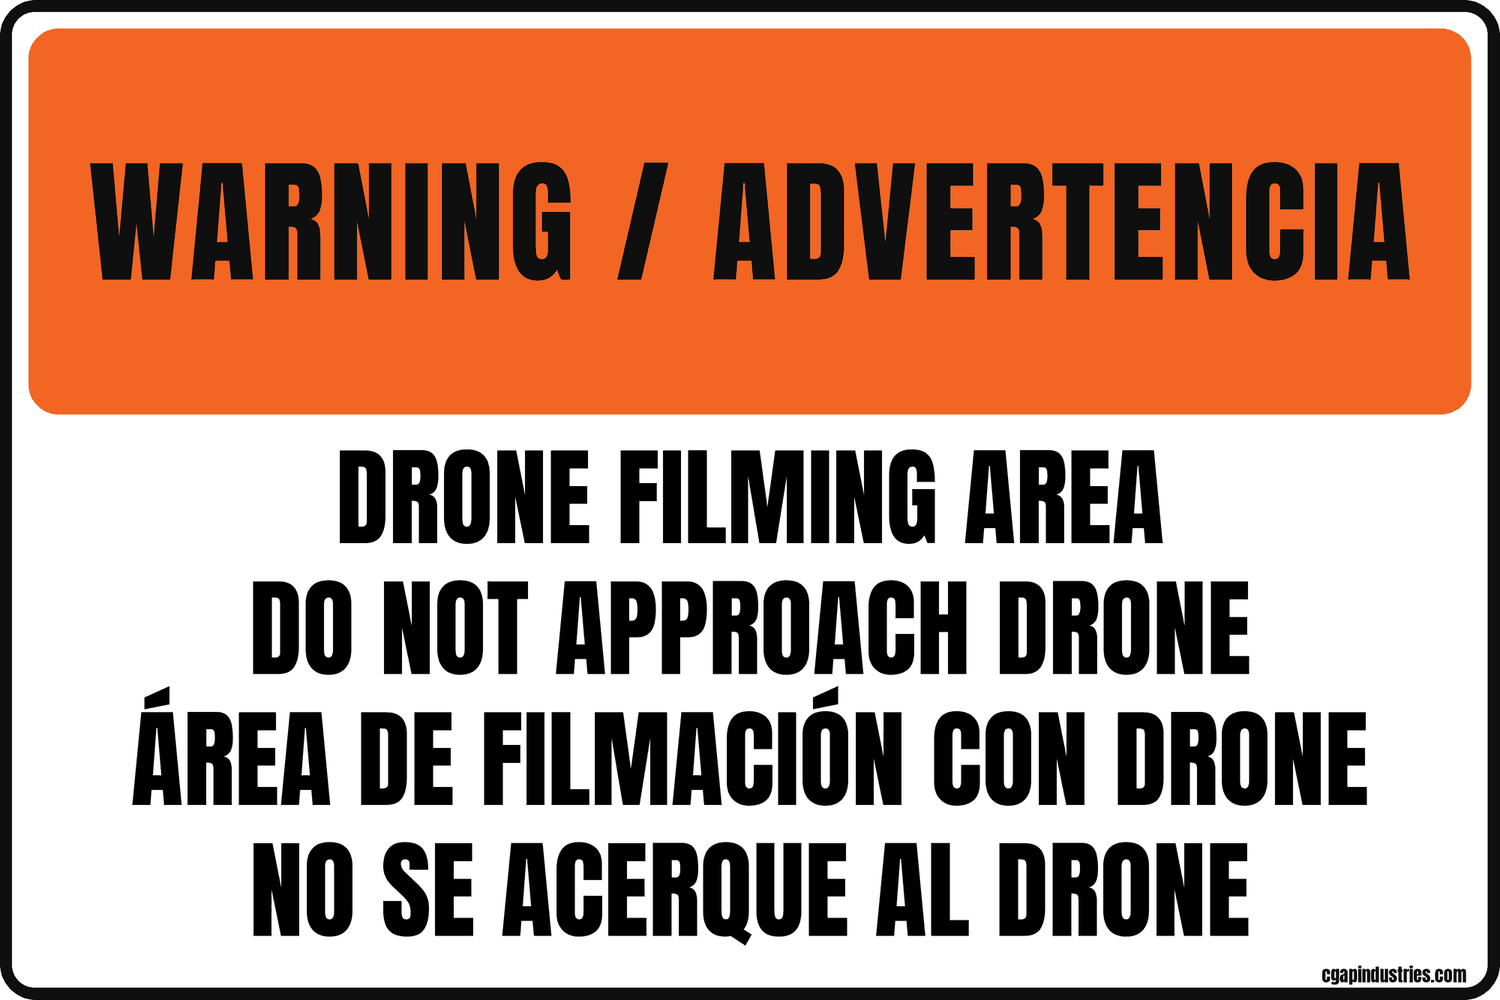 WARNING / ADVERTENCIA
DRONE FILMING AREA
DO NOT APPROACH DRONE
ÁREA DE FILMACIÓN CON DRONE
NO SE ACERQUE AL DRONE
cgapindustries.com